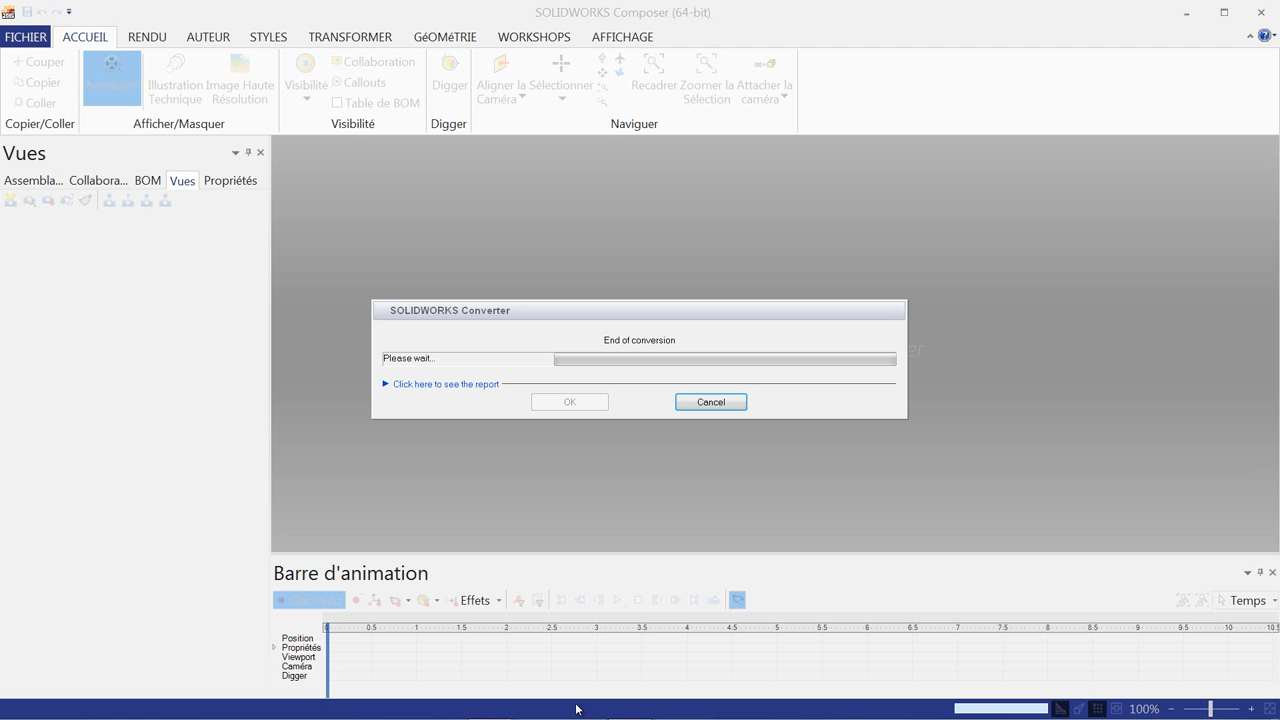 SOLIDWORKS Composer (64-bit)
FICHIER ACCUEIL RENDU AUTEUR STYLES TRANSFORMER GéoMéTRIE WORKSHOPS AFFICHAGE
Couper
Copier
Coller
Copier/Coller
Animation
Illustration Technique
Image Haute Résolution
Afficher/Masquer
Visibilité
Collaboration
Callouts
Table de BOM
Visibilité
Digger
Digger
Aligner la Caméra
Sélectionner
Recadrer
Zoomer la Sélection
Attacher la caméra
Naviguer
Vues
Assembla... Collabora... BOM Vues Propriétés
SOLIDWORKS Converter
End of conversion
Please wait...
Click here to see the report
OK Cancel
er
Barre d'animation
Effets
Temps
0 0.5 1 1.5 2 2.5 3 3.5 4 4.5 5 5.5 6 6.5 7 7.5 8 8.5 9 9.5 10 10.5
Position
Propriétés
Viewport
Caméra
Digger
100%